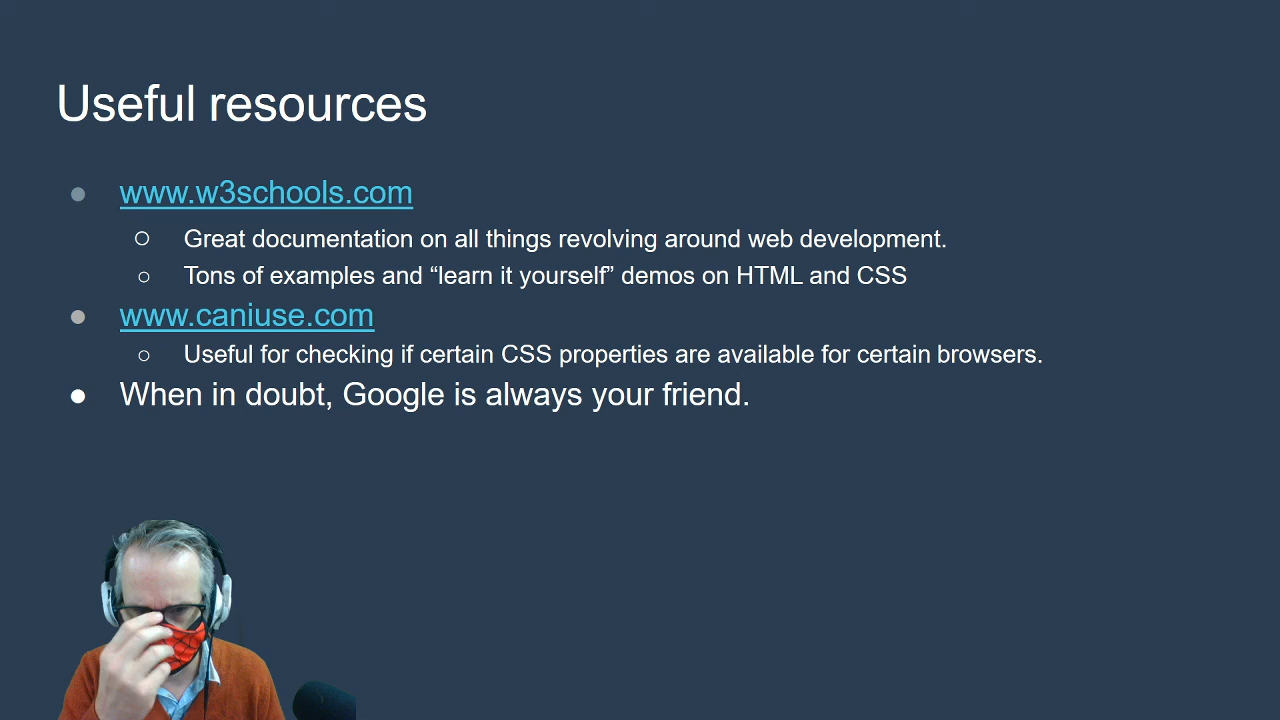 Useful resources
www.w3schools.com
Great documentation on all things revolving around web development.
Tons of examples and “learn it yourself” demos on HTML and CSS
www.caniuse.com
Useful for checking if certain CSS properties are available for certain browsers.
When in doubt, Google is always your friend.